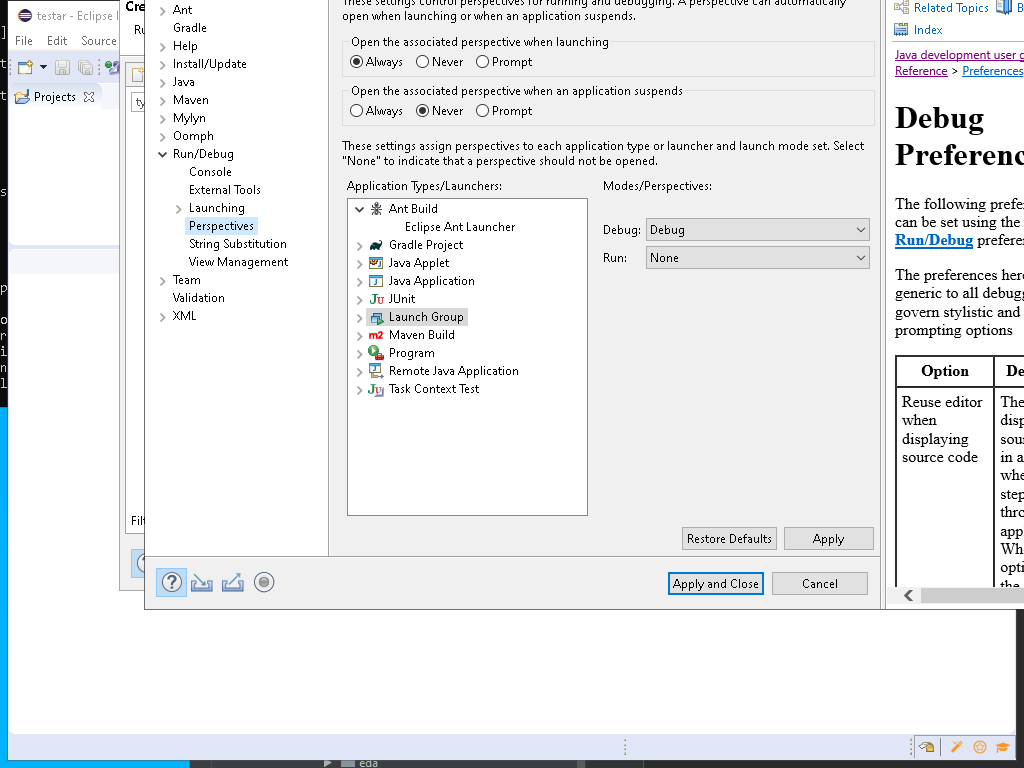 testar - Eclipse I
File Edit Source
Projects
Cre
Ru
ty
Filt
Ant
Gradle
Help
Install/Update
Java
Maven
Mylyn
Oomph
Run/Debug
Console
External Tools
Launching
Perspectives
String Substitution
View Management
Team
Validation
XML
These settings control perspectives for running and debugging. A perspective can automatically
open when launching or when an application suspends.
Open the associated perspective when launching
Always Never Prompt
Open the associated perspective when an application suspends
Always Never Prompt
These settings assign perspectives to each application type or launcher and launch mode set. Select
"None" to indicate that a perspective should not be opened.
Application Types/Launchers:
Ant Build
Eclipse Ant Launcher
Gradle Project
Java Applet
Java Application
JUnit
Launch Group
Maven Build
Program
Remote Java Application
Task Context Test
Modes/Perspectives:
Debug: Debug
Run: None
Restore Defaults Apply
Apply and Close Cancel
Related Topics B
Index
Java development user g
Reference > Preferences
Debug
Preferenc
The following prefer
can be set using the
Run/Debug preferen
The preferences here
generic to all debugg
govern stylistic and
prompting options
Option De
Reuse editor
when
displaying
source code
The
disp
sour
in a
whe
step
thro
app
Wh
opti
the
eda